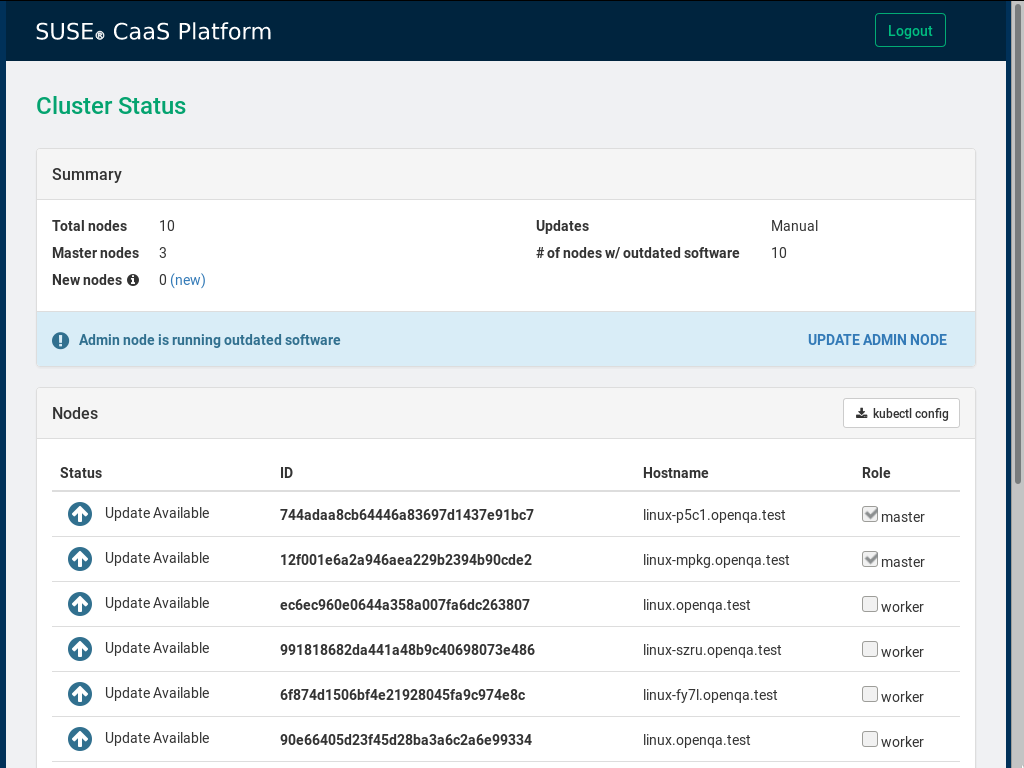 SUSE® CaaS Platform
Logout
Cluster Status
Summary
Total nodes 10
Updates Manual
Master nodes 3
# of nodes w/ outdated software 10
New nodes 0 (new)
Admin node is running outdated software
UPDATE ADMIN NODE
Nodes
kubectl config
Status ID Hostname Role
Update Available 744adaa8cb64446a83697d1437e91bc7 linux-p5c1.openqa.test master
Update Available 12f001e6a2a946aea229b2394b90cde2 linux-mpkg.openqa.test master
Update Available ec6ec960e0644a358a007fa6dc263807 linux.openqa.test worker
Update Available 991818682da441a48b9c40698073e486 linux-szru.openqa.test worker
Update Available 6f874d1506bf4e21928045fa9c974e8c linux-fy7l.openqa.test worker
Update Available 90e66405d23f45d28ba3a6c2a6e99334 linux.openqa.test worker